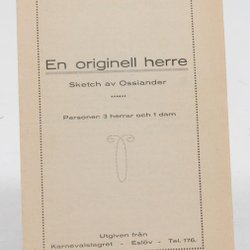 En originell herre
Sketch av Ossiander
Personer 3 herrar och 1 dam
Utgiven från
Karnevalslagret - Eslöv - Tel. 176.